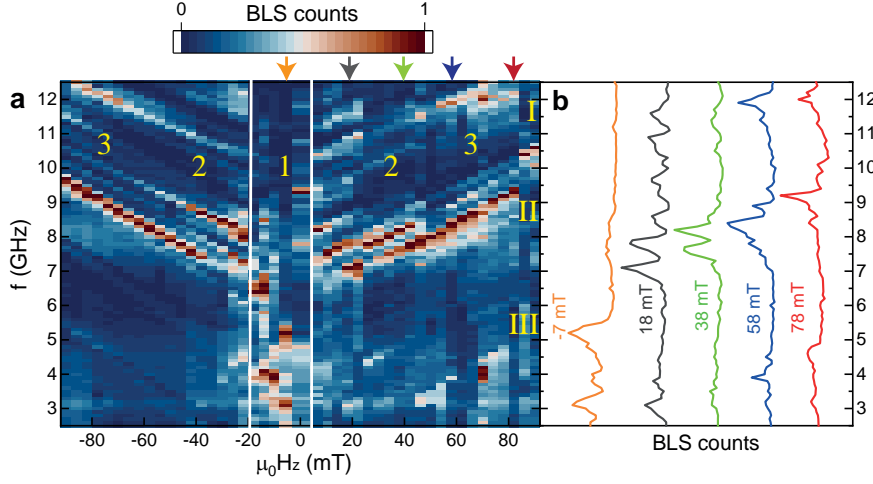 BLS counts
0 1
a
b
f (GHz)
12
11
10
9
8
7
6
5
4
3
3 2 1 2 3
I
II
III
-80 -60 -40 -20 0 20 40 60 80
μ₀Hz (mT)
-7 mT
18 mT
38 mT
58 mT
78 mT
12
11
10
9
8
7
6
5
4
3
BLS counts